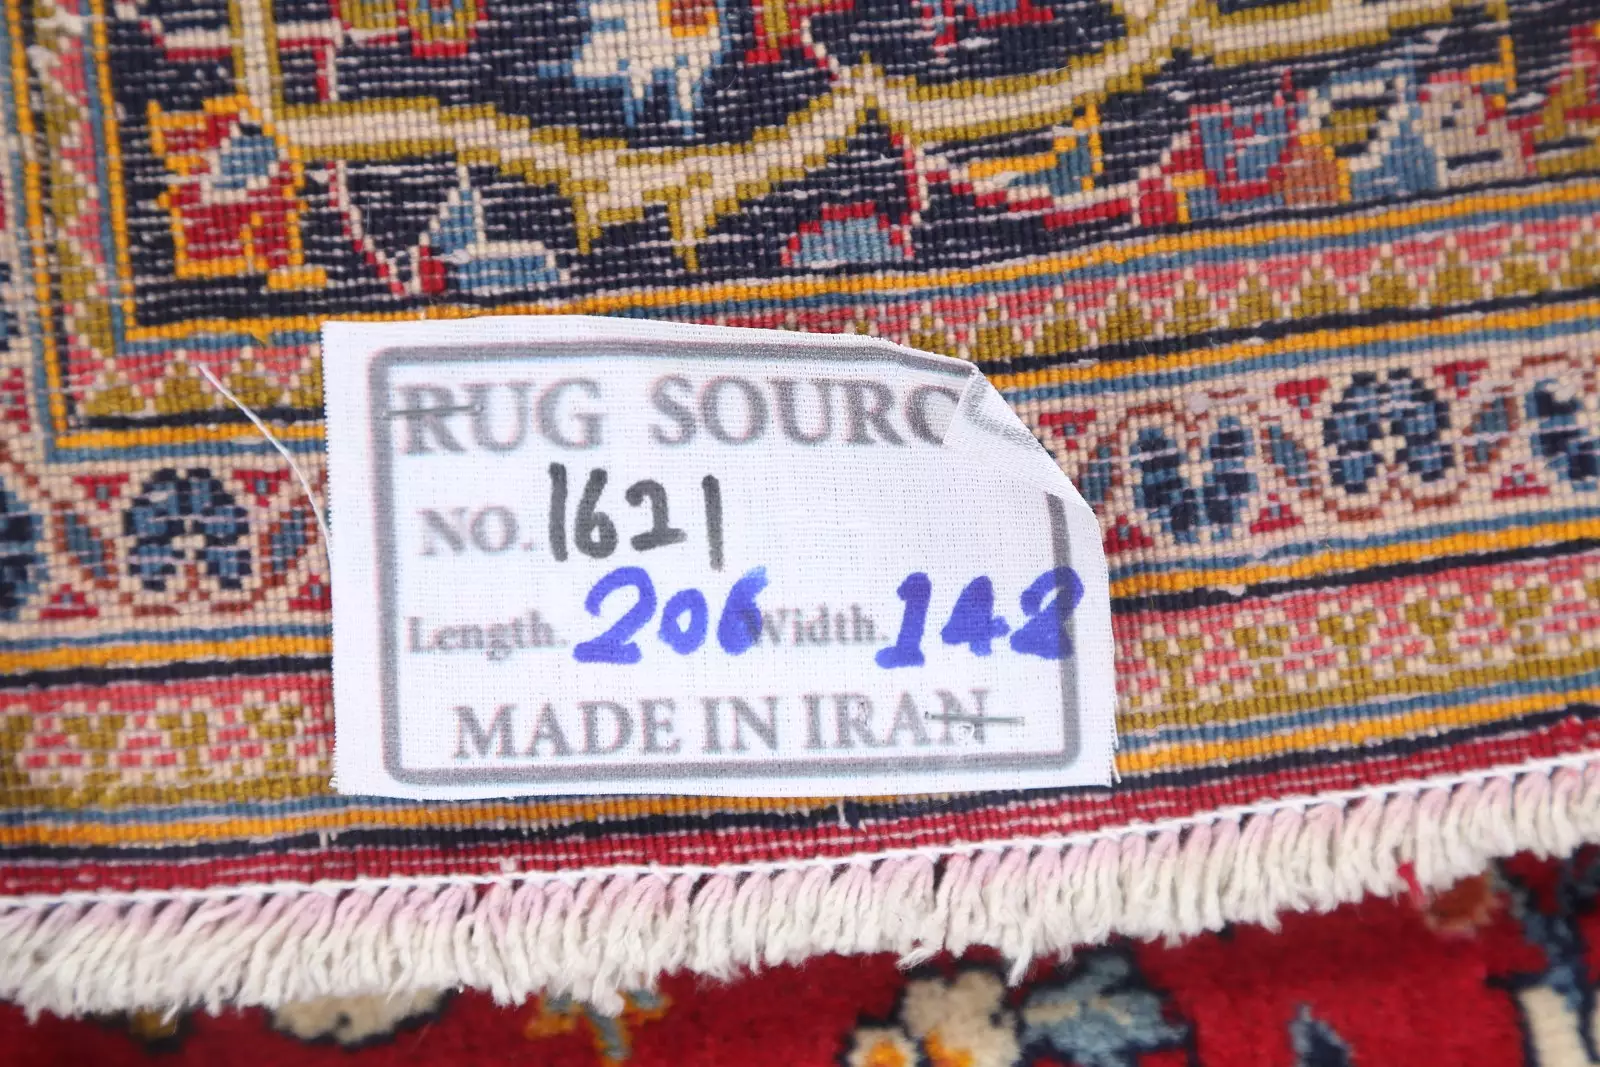 RUG SOURC
NO. 1621
Length. 206 Width. 142
MADE IN IRAN